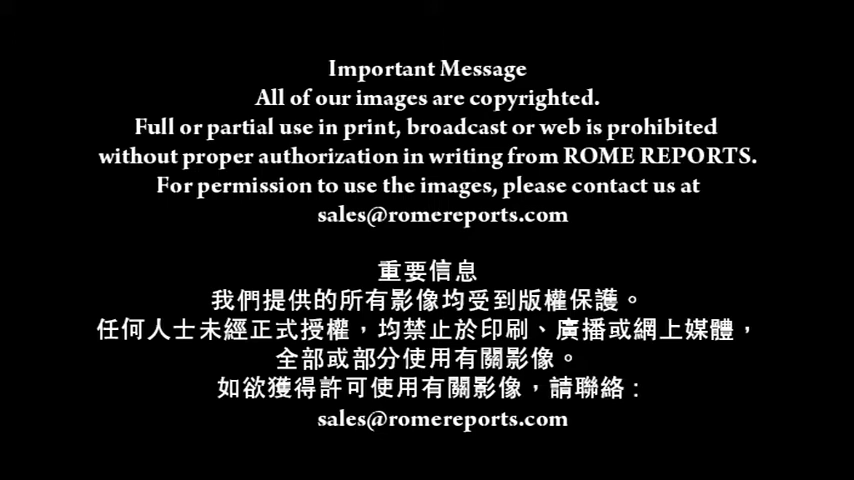 Important Message
All of our images are copyrighted.
Full or partial use in print, broadcast or web is prohibited
without proper authorization in writing from ROME REPORTS.
For permission to use the images, please contact us at
sales@romereports.com
重要信息
我們提供的所有影像均受到版權保護。
任何人士未經正式授權，均禁止於印刷、廣播或網上媒體，
全部或部分使用有關影像。
如欲獲得許可使用有關影像，請聯絡：
sales@romereports.com